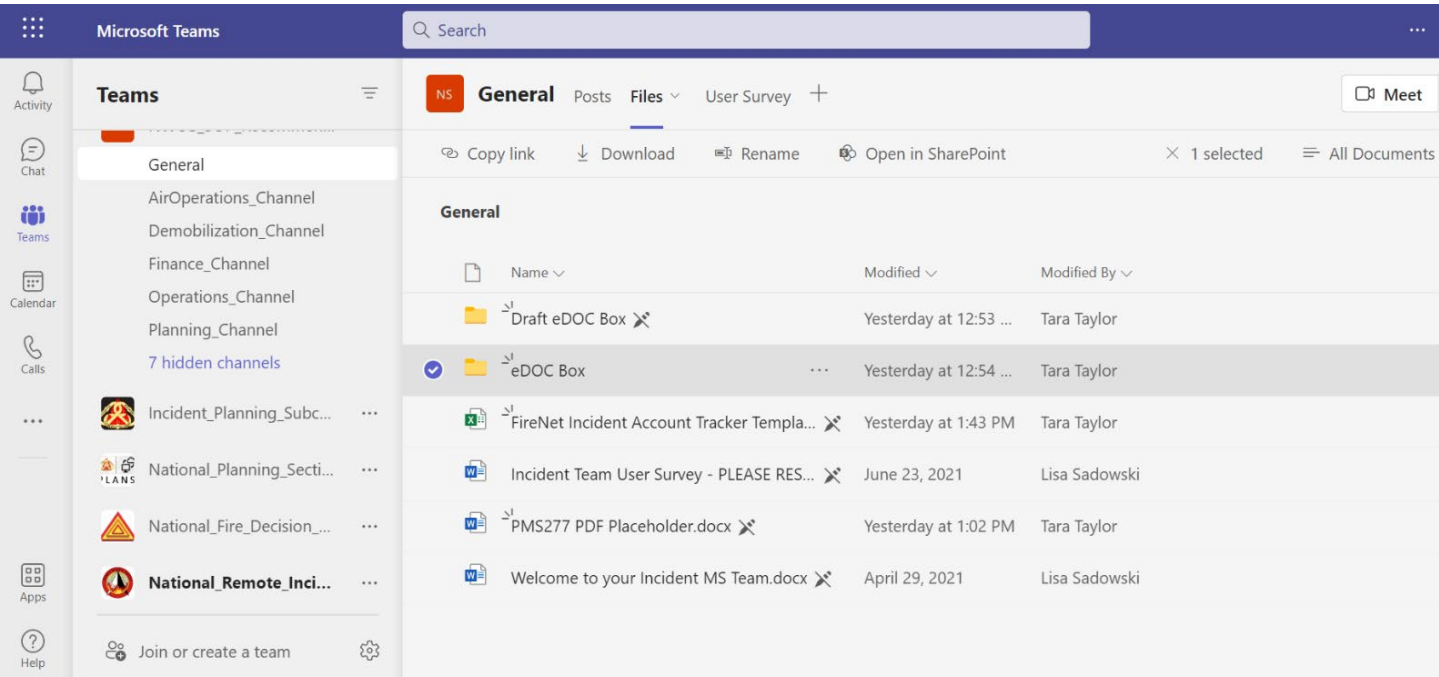 Microsoft Teams
Search
Activity
Chat
Teams
Calendar
Calls
Apps
Help
Teams
General
AirOperations_Channel
Demobilization_Channel
Finance_Channel
Operations_Channel
Planning_Channel
7 hidden channels
Incident_Planning_Subc... ...
PLANS National_Planning_Secti... ...
National_Fire_Decision_... ...
National_Remote_Inci... ...
Join or create a team
NS General Posts Files User Survey +
Meet
Copy link Download Rename Open in SharePoint 1 selected All Documents
General
Name Modified Modified By
Draft eDOC Box Yesterday at 12:53 ... Tara Taylor
eDOC Box ... Yesterday at 12:54 ... Tara Taylor
FireNet Incident Account Tracker Templa... Yesterday at 1:43 PM Tara Taylor
Incident Team User Survey - PLEASE RES... June 23, 2021 Lisa Sadowski
PMS277 PDF Placeholder.docx Yesterday at 1:02 PM Tara Taylor
Welcome to your Incident MS Team.docx April 29, 2021 Lisa Sadowski